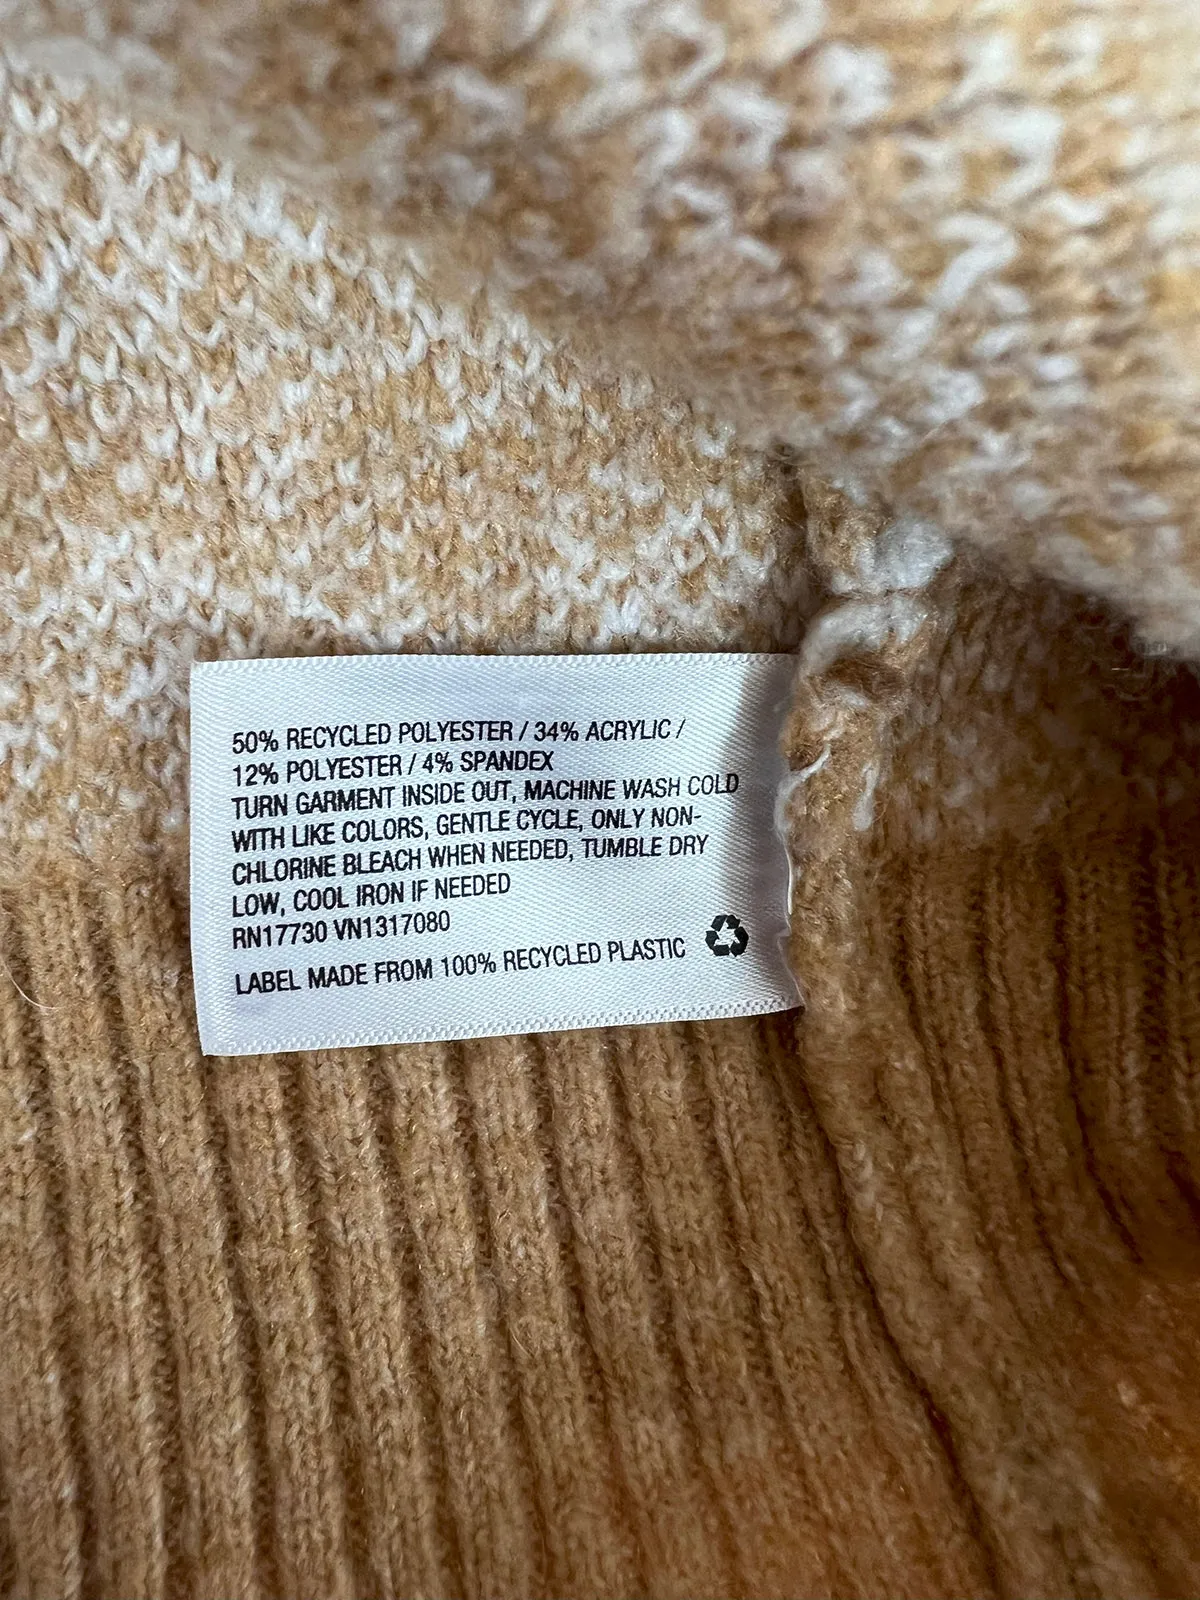 50% RECYCLED POLYESTER / 34% ACRYLIC /
12% POLYESTER / 4% SPANDEX
TURN GARMENT INSIDE OUT, MACHINE WASH COLD
WITH LIKE COLORS, GENTLE CYCLE, ONLY NON-
CHLORINE BLEACH WHEN NEEDED, TUMBLE DRY
LOW, COOL IRON IF NEEDED
RN17730 VN1317080
LABEL MADE FROM 100% RECYCLED PLASTIC